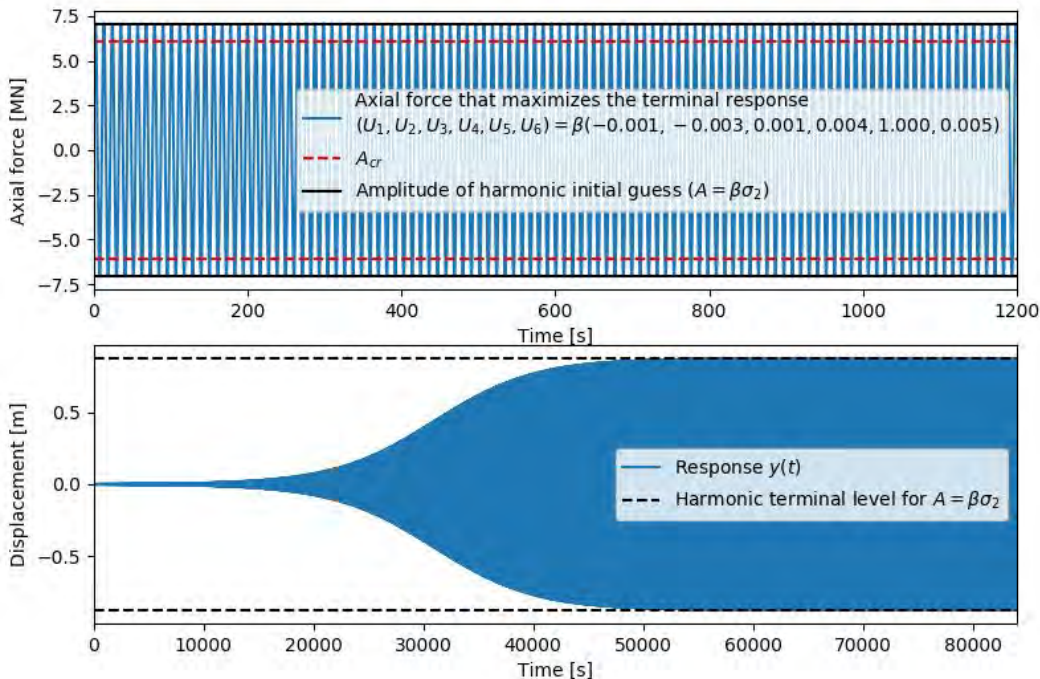 7.5
5.0
2.5
0.0
−2.5
−5.0
−7.5
Axial force [MN]
Axial force that maximizes the terminal response
(U₁, U₂, U₃, U₄, U₅, U₆) = β(−0.001, −0.003, 0.001, 0.004, 1.000, 0.005)
A_cr
Amplitude of harmonic initial guess (A = βσ₂)
0 200 400 600 800 1000 1200
Time [s]
0.5
0.0
−0.5
Displacement [m]
Response y(t)
Harmonic terminal level for A = βσ₂
0 10000 20000 30000 40000 50000 60000 70000 80000
Time [s]